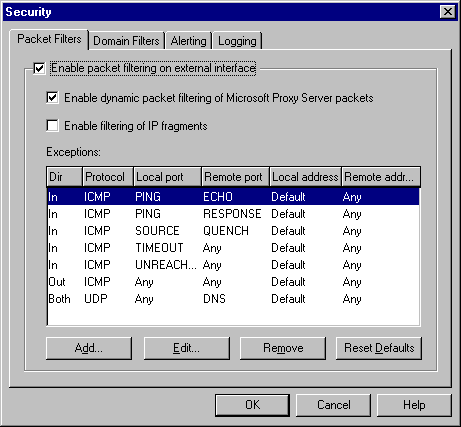 Security
Packet Filters Domain Filters Alerting Logging
Enable packet filtering on external interface
Enable dynamic packet filtering of Microsoft Proxy Server packets
Enable filtering of IP fragments
Exceptions:
Dir Protocol Local port Remote port Local address Remote addr...
In ICMP PING ECHO Default Any
In ICMP PING RESPONSE Default Any
In ICMP SOURCE QUENCH Default Any
In ICMP TIMEOUT Any Default Any
In ICMP UNREACH... Any Default Any
Out ICMP Any Any Default Any
Both UDP Any DNS Default Any
Add... Edit... Remove Reset Defaults
OK Cancel Help